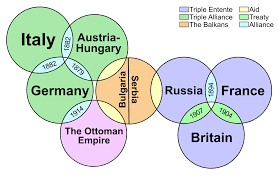 Triple Entente
Triple Alliance
The Balkans
Aid
Treaty
Alliance
Italy
Austria-
Hungary
1882
1882
1879
Germany
Bulgaria
Serbia
Russia
1894
France
1914
1907
1904
The Ottoman
Empire
Britain